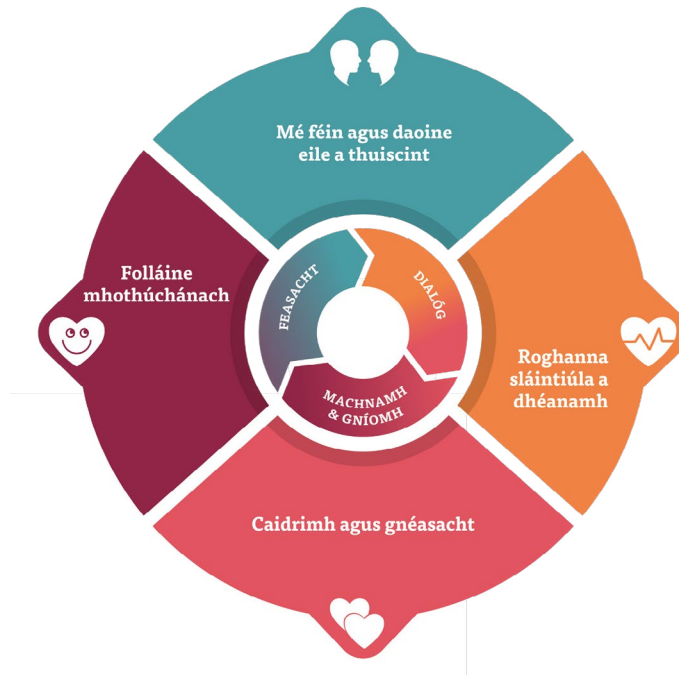 Mé féin agus daoine
eile a thuiscint
Folláine
mhothúchánach
FEASACHT
DIALÓG
Roghanna
sláintiúla a
dhéanamh
MACHNAMH
& GNÍOMH
Caidrimh agus gnéasacht